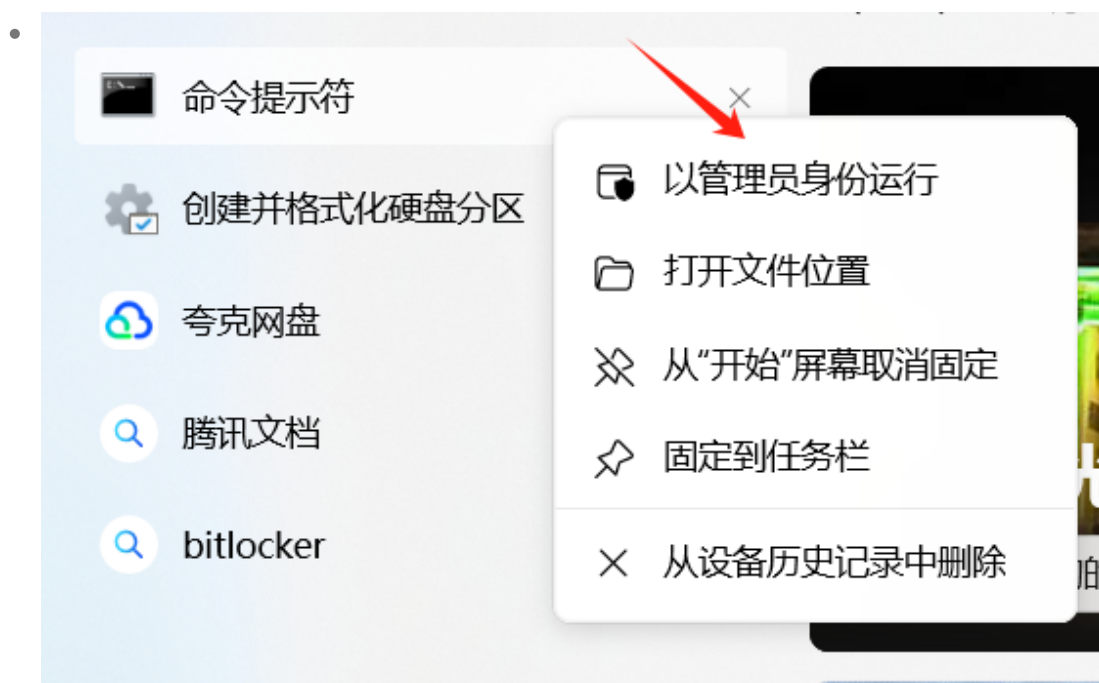 命令提示符
以管理员身份运行
创建并格式化硬盘分区
打开文件位置
夸克网盘
从“开始”屏幕取消固定
腾讯文档
固定到任务栏
bitlocker
从设备历史记录中删除